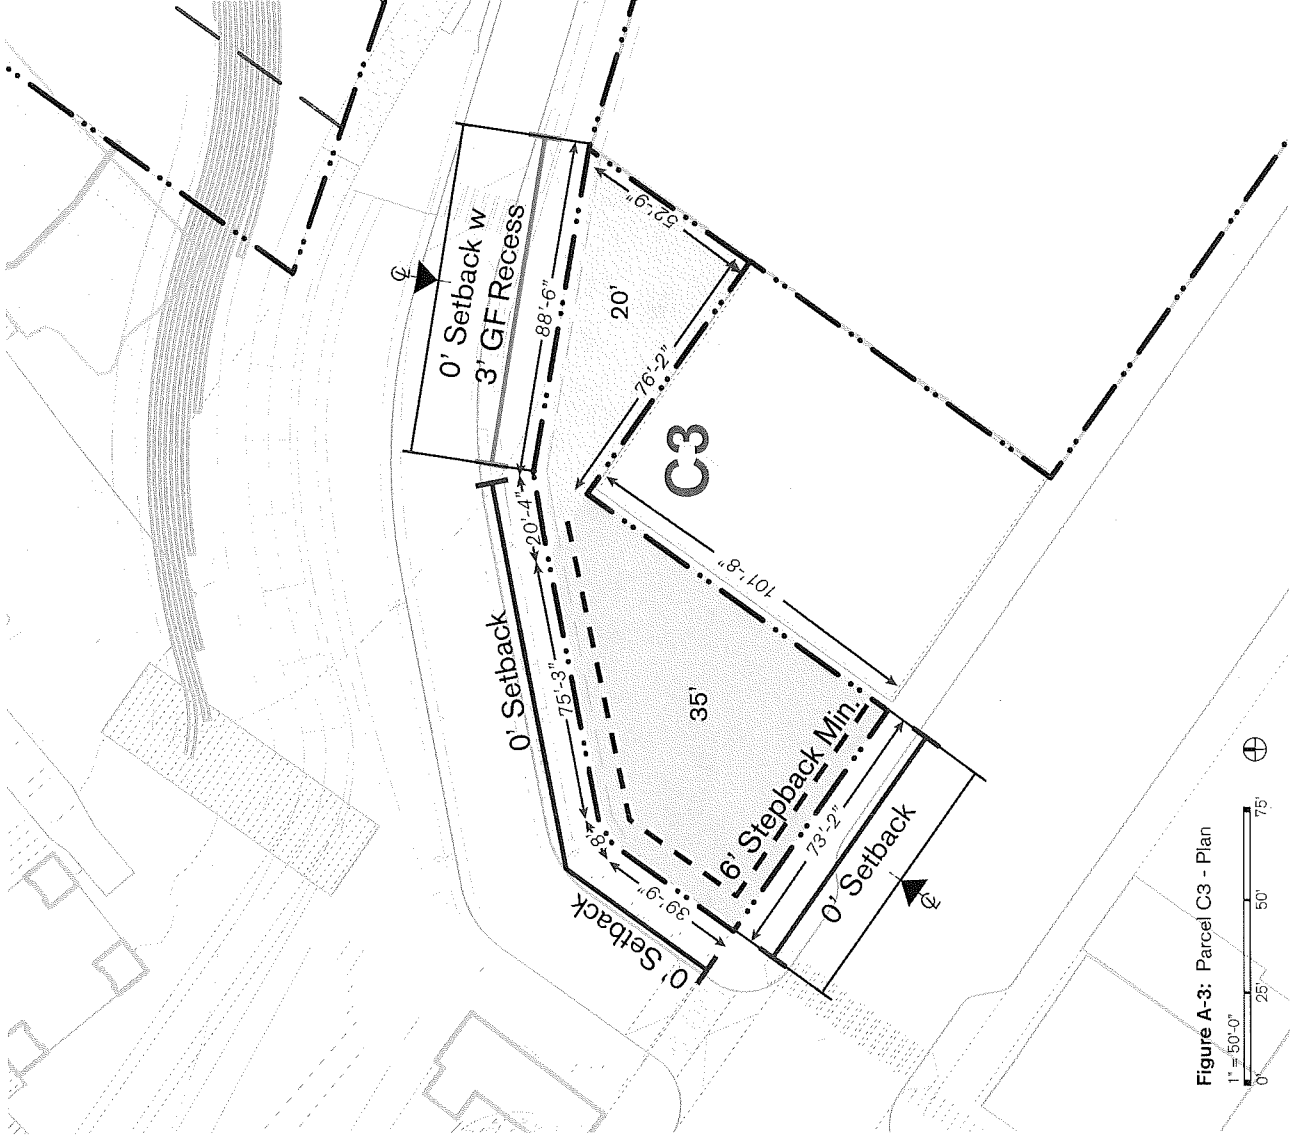 0' Setback w
3' GF Recess
℄
88'-6"
52'-9"
20'
76'-2"
C3
20'-4"
0' Setback
75'-3"
101'-8"
35'
8'
39'-9"
0' Setback
6' Stepback Min.
73'-2"
0' Setback
℄
Figure A-3: Parcel C3 - Plan
1" = 50'-0"
0' 25' 50' 75'